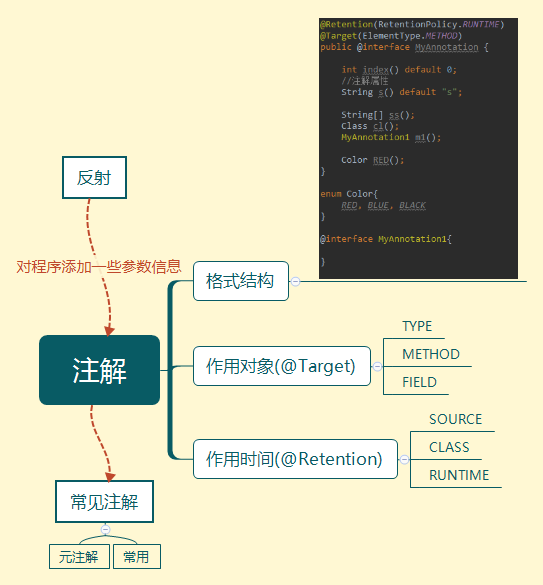 @Retention(RetentionPolicy.RUNTIME)
@Target(ElementType.METHOD)
public @interface MyAnnotation {
int index() default 0;
//注解属性
String s() default "s";
String[] ss();
Class cl();
MyAnnotation1 m1();
Color RED();
}
enum Color{
RED, BLUE, BLACK
}
@interface MyAnnotation1{
}
反射
对程序添加一些参数信息
格式结构
注解
作用对象(@Target)
TYPE
METHOD
FIELD
作用时间(@Retention)
SOURCE
CLASS
RUNTIME
常见注解
元注解
常用